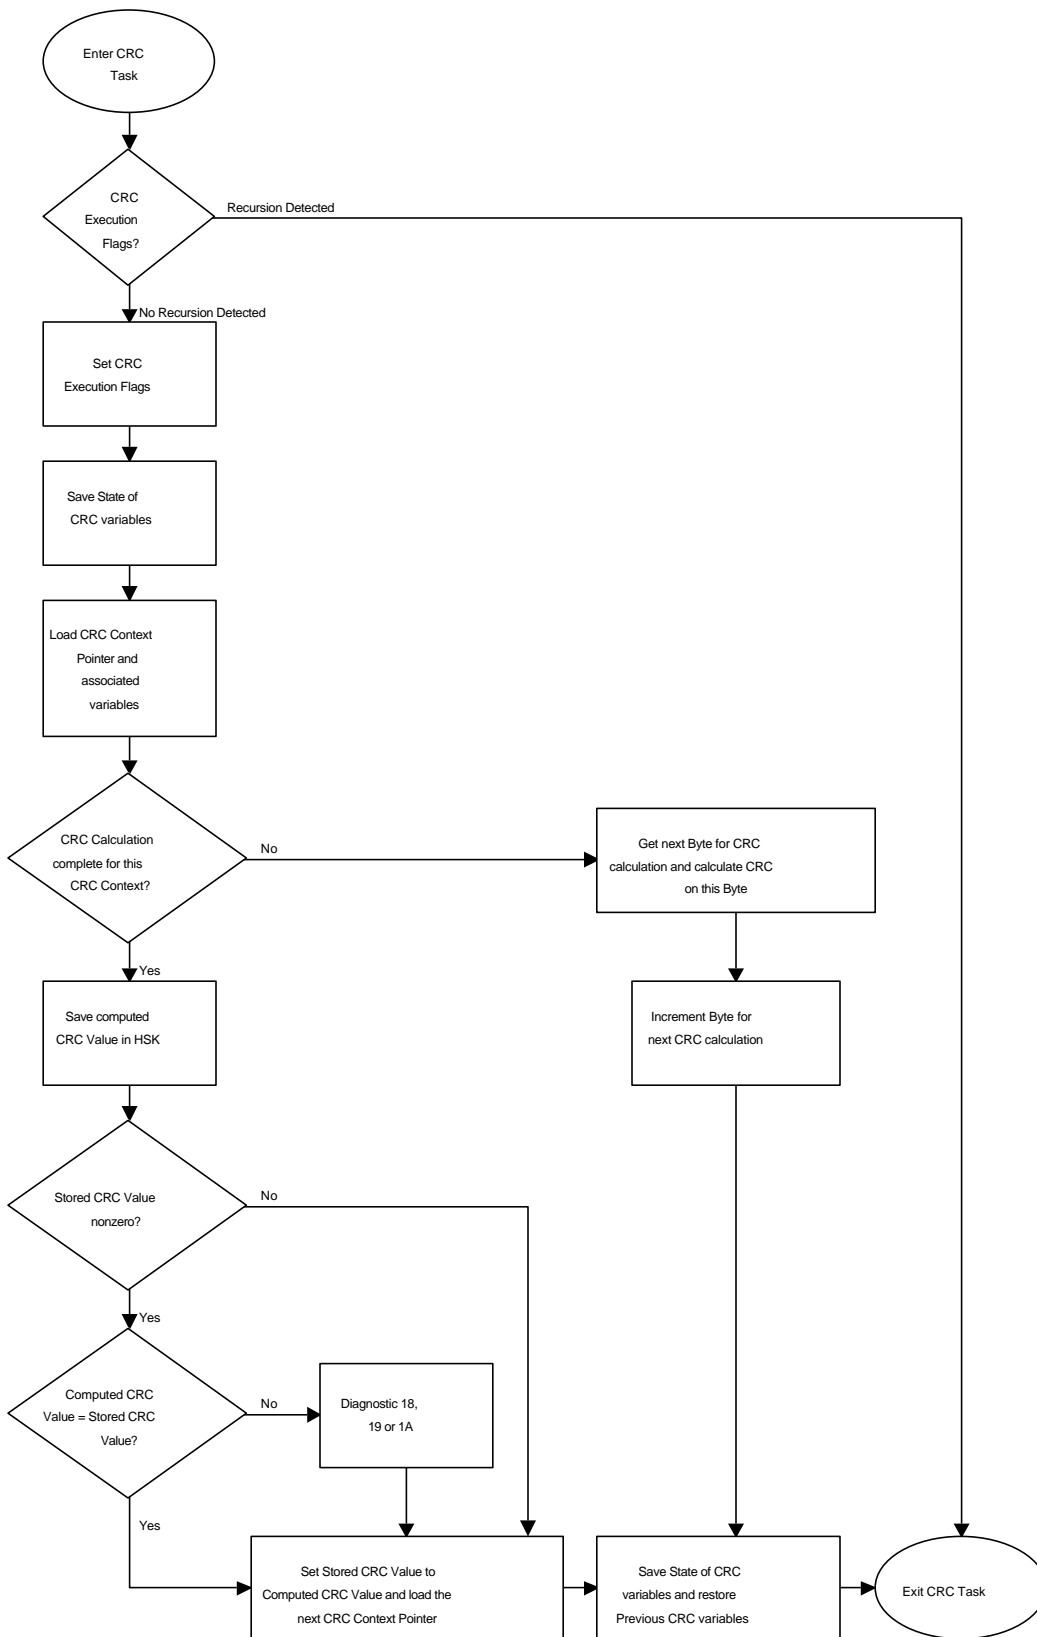 Enter CRC
Task
CRC
Execution
Flags?
Recursion Detected
No Recursion Detected
Set CRC
Execution Flags
Save State of
CRC variables
Load CRC Context
Pointer and
associated
variables
CRC Calculation
complete for this
CRC Context?
No
Get next Byte for CRC
calculation and calculate CRC
on this Byte
Yes
Save computed
CRC Value in HSK
Increment Byte for
next CRC calculation
Stored CRC Value
nonzero?
No
Yes
Computed CRC
Value = Stored CRC
Value?
No
Diagnostic 18,
19 or 1A
Yes
Set Stored CRC Value to
Computed CRC Value and load the
next CRC Context Pointer
Save State of CRC
variables and restore
Previous CRC variables
Exit CRC Task